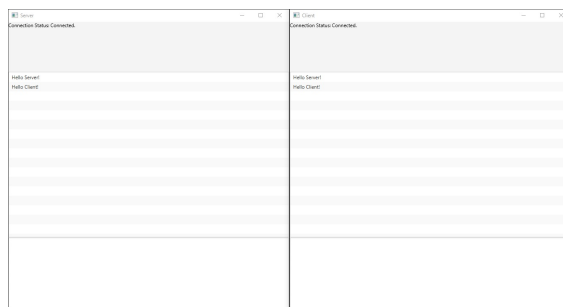 Server
Connection Status: Connected.
Hello Server!
Hello Client!
Client
Connection Status: Connected.
Hello Server!
Hello Client!